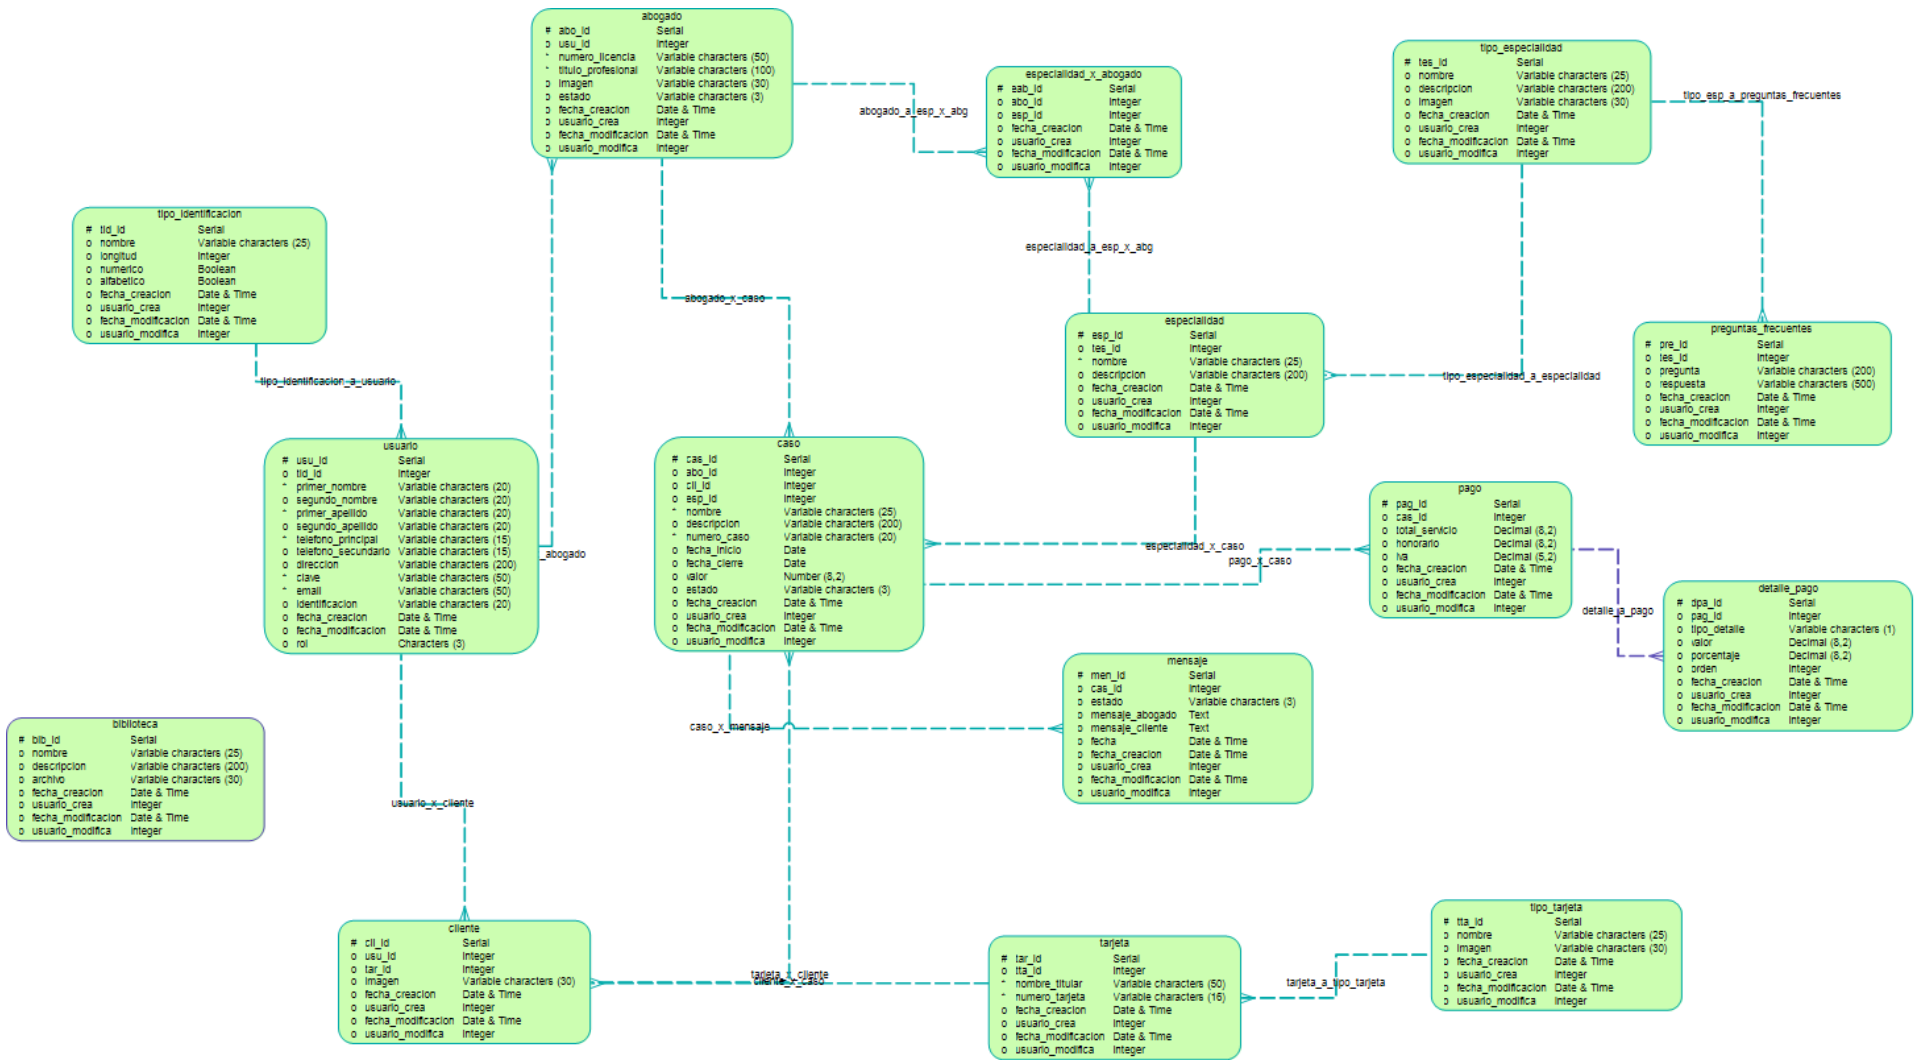 abogado
# abo_id Serial
o usu_id Integer
* numero_licencia Variable characters (50)
* titulo_profesional Variable characters (100)
o imagen Variable characters (30)
o estado Variable characters (3)
o fecha_creacion Date & Time
o usuario_crea Integer
o fecha_modificacion Date & Time
o usuario_modifica Integer
especialidad_x_abogado
# eab_id Serial
o abo_id Integer
o esp_id Integer
o fecha_creacion Date & Time
o usuario_crea Integer
o fecha_modificacion Date & Time
o usuario_modifica Integer
tipo_especialidad
# tes_id Serial
o nombre Variable characters (25)
o descripcion Variable characters (200)
o imagen Variable characters (30)
o fecha_creacion Date & Time
o usuario_crea Integer
o fecha_modificacion Date & Time
o usuario_modifica Integer
abogado_a_esp_x_abg
tipo_esp_a_preguntas_frecuentes
tipo_identificacion
# tid_id Serial
o nombre Variable characters (25)
o longitud Integer
o numerico Boolean
o alfabetico Boolean
o fecha_creacion Date & Time
o usuario_crea Integer
o fecha_modificacion Date & Time
o usuario_modifica Integer
especialidad_a_esp_x_abg
abogado_x_caso
especialidad
# esp_id Serial
o tes_id Integer
* nombre Variable characters (25)
o descripcion Variable characters (200)
o fecha_creacion Date & Time
o usuario_crea Integer
o fecha_modificacion Date & Time
o usuario_modifica Integer
preguntas_frecuentes
# pre_id Serial
o tes_id Integer
o pregunta Variable characters (200)
o respuesta Variable characters (500)
o fecha_creacion Date & Time
o usuario_crea Integer
o fecha_modificacion Date & Time
o usuario_modifica Integer
tipo_identificacion_a_usuario
tipo_especialidad_a_especialidad
usuario
# usu_id Serial
o tid_id Integer
* primer_nombre Variable characters (20)
o segundo_nombre Variable characters (20)
* primer_apellido Variable characters (20)
o segundo_apellido Variable characters (20)
* telefono_principal Variable characters (15)
o telefono_secundario Variable characters (15)
o direccion Variable characters (200)
* clave Variable characters (50)
* email Variable characters (50)
o identificacion Variable characters (20)
o fecha_creacion Date & Time
o fecha_modificacion Date & Time
o rol Characters (3)
_abogado
caso
# cas_id Serial
o abo_id Integer
o cli_id Integer
o esp_id Integer
* nombre Variable characters (25)
o descripcion Variable characters (200)
* numero_caso Variable characters (20)
o fecha_inicio Date
o fecha_cierre Date
o valor Number (8,2)
o estado Variable characters (3)
o fecha_creacion Date & Time
o usuario_crea Integer
o fecha_modificacion Date & Time
o usuario_modifica Integer
especialidad_x_caso
pago_x_caso
pago
# pag_id Serial
o cas_id Integer
o total_servicio Decimal (8,2)
o honorario Decimal (8,2)
o iva Decimal (5,2)
o fecha_creacion Date & Time
o usuario_crea Integer
o fecha_modificacion Date & Time
o usuario_modifica Integer
detalle_a_pago
detalle_pago
# dpa_id Serial
o pag_id Integer
o tipo_detalle Variable characters (1)
o valor Decimal (8,2)
o porcentaje Decimal (8,2)
o orden Integer
o fecha_creacion Date & Time
o usuario_crea Integer
o fecha_modificacion Date & Time
o usuario_modifica Integer
mensaje
# men_id Serial
o cas_id Integer
o estado Variable characters (3)
o mensaje_abogado Text
o mensaje_cliente Text
o fecha Date & Time
o fecha_creacion Date & Time
o usuario_crea Integer
o fecha_modificacion Date & Time
o usuario_modifica Integer
caso_x_mensaje
biblioteca
# bib_id Serial
o nombre Variable characters (25)
o descripcion Variable characters (200)
o archivo Variable characters (30)
o fecha_creacion Date & Time
o usuario_crea Integer
o fecha_modificacion Date & Time
o usuario_modifica Integer
usuario_x_cliente
cliente
# cli_id Serial
o usu_id Integer
o tar_id Integer
o imagen Variable characters (30)
o fecha_creacion Date & Time
o usuario_crea Integer
o fecha_modificacion Date & Time
o usuario_modifica Integer
tarjeta_x_cliente
cliente_x_caso
tarjeta
# tar_id Serial
o tta_id Integer
* nombre_titular Variable characters (50)
* numero_tarjeta Variable characters (16)
o fecha_creacion Date & Time
o usuario_crea Integer
o fecha_modificacion Date & Time
o usuario_modifica Integer
tarjeta_a_tipo_tarjeta
tipo_tarjeta
# tta_id Serial
o nombre Variable characters (25)
o imagen Variable characters (30)
o fecha_creacion Date & Time
o usuario_crea Integer
o fecha_modificacion Date & Time
o usuario_modifica Integer